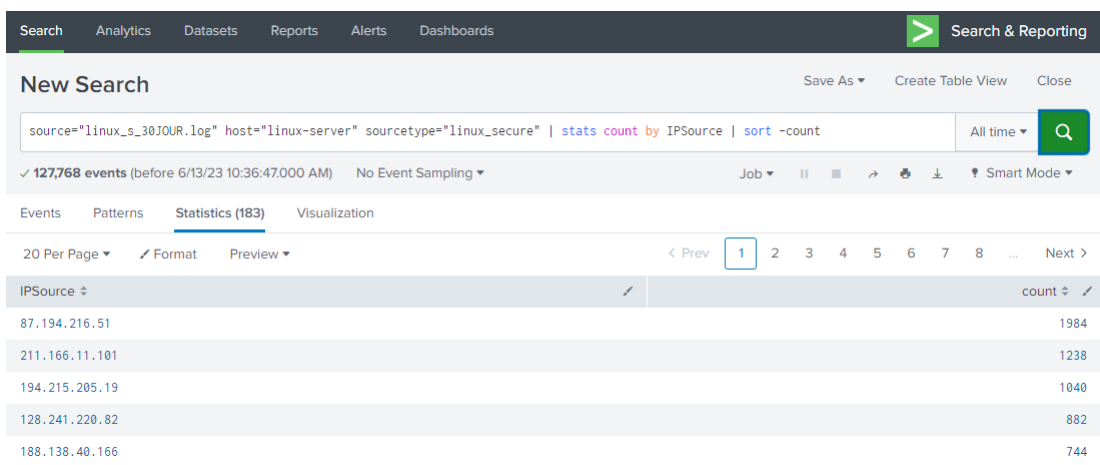 Search Analytics Datasets Reports Alerts Dashboards Search & Reporting
New Search Save As Create Table View Close
source="linux_s_30JOUR.log" host="linux-server" sourcetype="linux_secure" | stats count by IPSource | sort -count All time
127,768 events (before 6/13/23 10:36:47.000 AM) No Event Sampling Job Smart Mode
Events Patterns Statistics (183) Visualization
20 Per Page Format Preview < Prev 1 2 3 4 5 6 7 8 ... Next >
IPSource count
87.194.216.51 1984
211.166.11.101 1238
194.215.205.19 1040
128.241.220.82 882
188.138.40.166 744